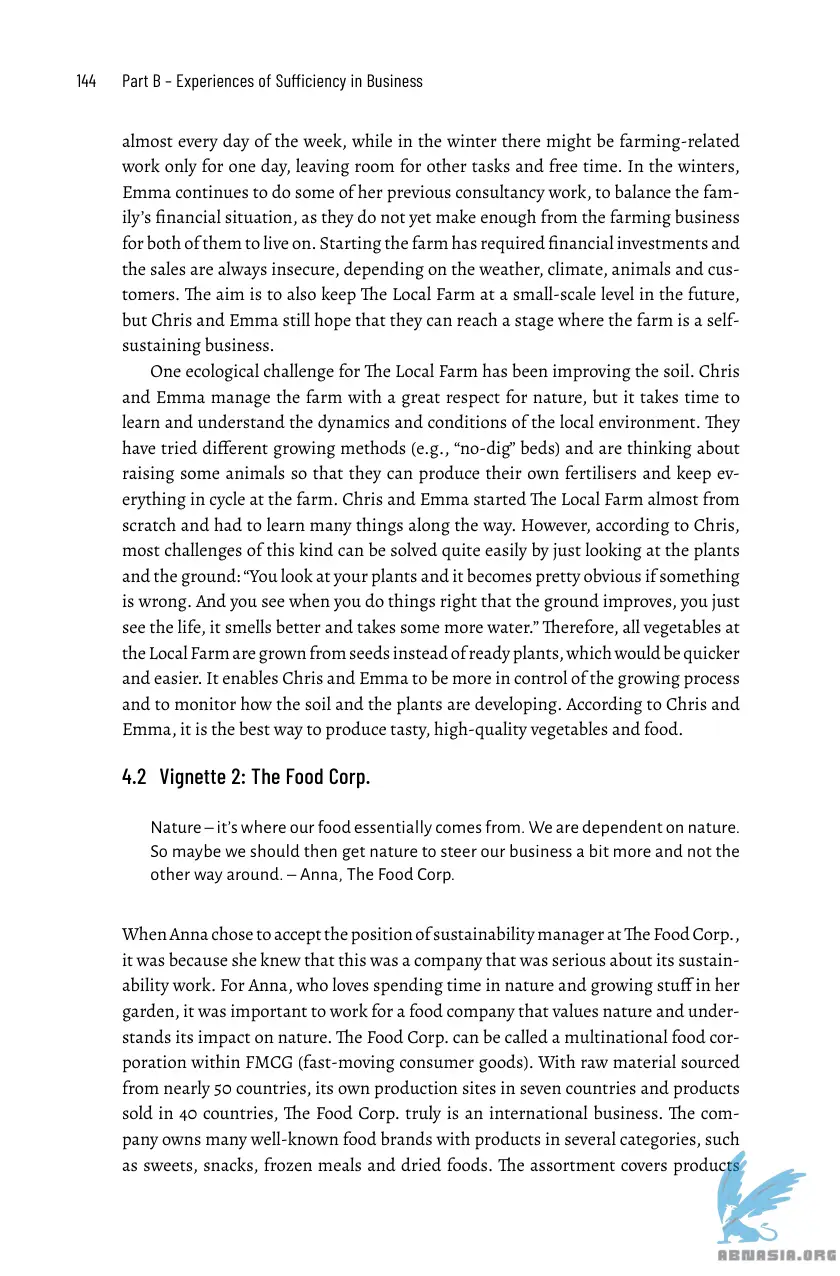 144 Part B – Experiences of Sufficiency in Business
almost every day of the week, while in the winter there might be farming-related
work only for one day, leaving room for other tasks and free time. In the winters,
Emma continues to do some of her previous consultancy work, to balance the fam-
ily’s financial situation, as they do not yet make enough from the farming business
for both of them to live on. Starting the farm has required financial investments and
the sales are always insecure, depending on the weather, climate, animals and cus-
tomers. The aim is to also keep The Local Farm at a small-scale level in the future,
but Chris and Emma still hope that they can reach a stage where the farm is a self-
sustaining business.
One ecological challenge for The Local Farm has been improving the soil. Chris
and Emma manage the farm with a great respect for nature, but it takes time to
learn and understand the dynamics and conditions of the local environment. They
have tried different growing methods (e.g., “no-dig” beds) and are thinking about
raising some animals so that they can produce their own fertilisers and keep ev-
erything in cycle at the farm. Chris and Emma started The Local Farm almost from
scratch and had to learn many things along the way. However, according to Chris,
most challenges of this kind can be solved quite easily by just looking at the plants
and the ground: “You look at your plants and it becomes pretty obvious if something
is wrong. And you see when you do things right that the ground improves, you just
see the life, it smells better and takes some more water.” Therefore, all vegetables at
the Local Farm are grown from seeds instead of ready plants, which would be quicker
and easier. It enables Chris and Emma to be more in control of the growing process
and to monitor how the soil and the plants are developing. According to Chris and
Emma, it is the best way to produce tasty, high-quality vegetables and food.
4.2 Vignette 2: The Food Corp.
Nature – it’s where our food essentially comes from. We are dependent on nature.
So maybe we should then get nature to steer our business a bit more and not the
other way around. – Anna, The Food Corp.
When Anna chose to accept the position of sustainability manager at The Food Corp.,
it was because she knew that this was a company that was serious about its sustain-
ability work. For Anna, who loves spending time in nature and growing stuff in her
garden, it was important to work for a food company that values nature and under-
stands its impact on nature. The Food Corp. can be called a multinational food cor-
poration within FMCG (fast-moving consumer goods). With raw material sourced
from nearly 50 countries, its own production sites in seven countries and products
sold in 40 countries, The Food Corp. truly is an international business. The com-
pany owns many well-known food brands with products in several categories, such
as sweets, snacks, frozen meals and dried foods. The assortment covers products
ABNASIA.ORG